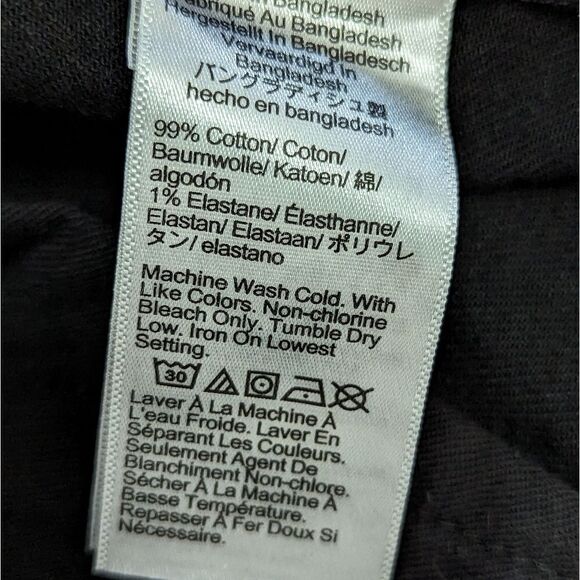 Bangladesh
Fabriqué Au Bangladesh
Hergestellt In Bangladesch
Vervaardigd In
Bangladesh
バングラディシュ製
hecho en bangladesh
99% Cotton/ Coton/
Baumwolle/ Katoen/ 綿/
algodón
1% Elastane/ Élasthanne/
Elastan/ Elastaan/ ポリウレ
タン/ elastano
Machine Wash Cold. With
Like Colors. Non-chlorine
Bleach Only. Tumble Dry
Low. Iron On Lowest
Setting.
30
Laver À La Machine À
L'eau Froide. Laver En
Séparant Les Couleurs.
Seulement Agent De
Blanchiment Non-chlore.
Sécher À La Machine À
Basse Température.
Repasser À Fer Doux Si
Nécessaire.